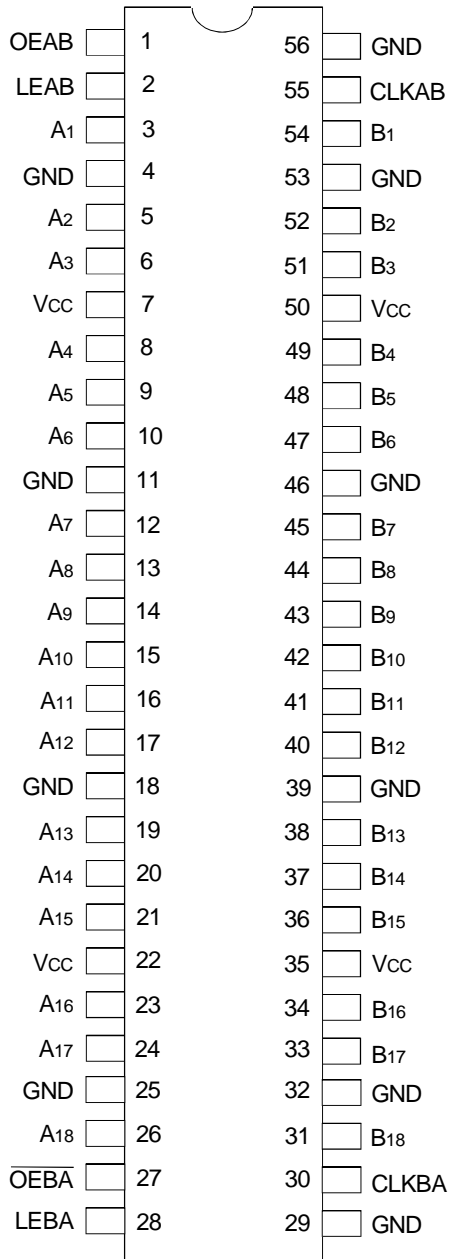 OEAB 1 56 GND
LEAB 2 55 CLKAB
A1 3 54 B1
GND 4 53 GND
A2 5 52 B2
A3 6 51 B3
VCC 7 50 VCC
A4 8 49 B4
A5 9 48 B5
A6 10 47 B6
GND 11 46 GND
A7 12 45 B7
A8 13 44 B8
A9 14 43 B9
A10 15 42 B10
A11 16 41 B11
A12 17 40 B12
GND 18 39 GND
A13 19 38 B13
A14 20 37 B14
A15 21 36 B15
VCC 22 35 VCC
A16 23 34 B16
A17 24 33 B17
GND 25 32 GND
A18 26 31 B18
OEBA 27 30 CLKBA
LEBA 28 29 GND